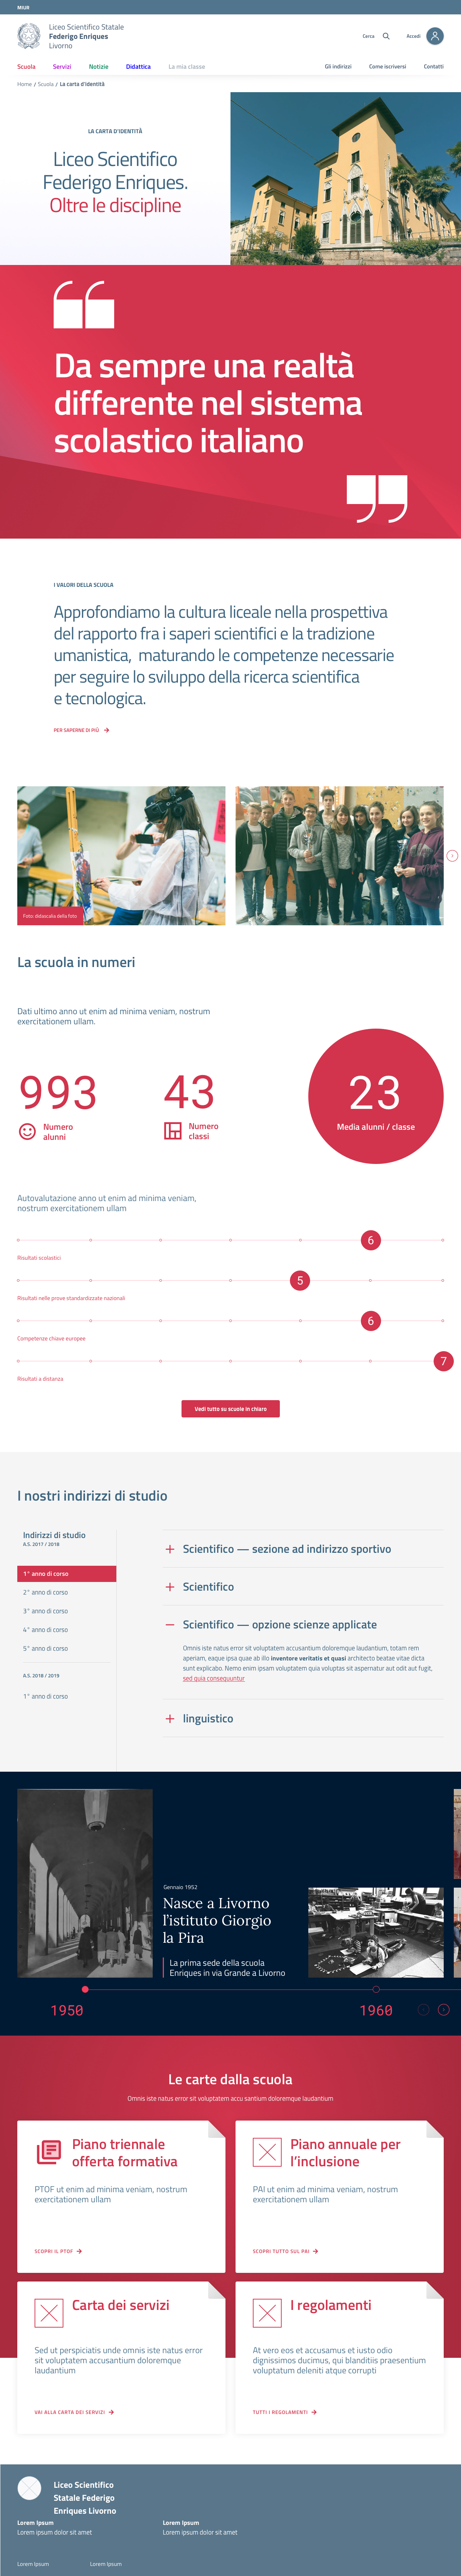 MIUR
Liceo Scientifico Statale
Federigo Enriques
Livorno
Cerca
Accedi
Scuola
Servizi
Notizie
Didattica
La mia classe
Gli indirizzi
Come iscriversi
Contatti
Home / Scuola / La carta d'identità
LA CARTA D'IDENTITÀ
Liceo Scientifico
Federigo Enriques.
Oltre le discipline
Da sempre una realtà
differente nel sistema
scolastico italiano
I VALORI DELLA SCUOLA
Approfondiamo la cultura liceale nella prospettiva
del rapporto fra i saperi scientifici e la tradizione
umanistica, maturando le competenze necessarie
per seguire lo sviluppo della ricerca scientifica
e tecnologica.
PER SAPERNE DI PIÙ
Foto: didascalia della foto
La scuola in numeri
Dati ultimo anno ut enim ad minima veniam, nostrum
exercitationem ullam.
993
Numero
alunni
43
Numero
classi
23
Media alunni / classe
Autovalutazione anno ut enim ad minima veniam,
nostrum exercitationem ullam
6
Risultati scolastici
5
Risultati nelle prove standardizzate nazionali
6
Competenze chiave europee
7
Risultati a distanza
Vedi tutto su scuole in chiaro
I nostri indirizzi di studio
Indirizzi di studio
A.S. 2017 / 2018
1° anno di corso
2° anno di corso
3° anno di corso
4° anno di corso
5° anno di corso
A.S. 2018 / 2019
1° anno di corso
Scientifico — sezione ad indirizzo sportivo
Scientifico
Scientifico — opzione scienze applicate
Omnis iste natus error sit voluptatem accusantium doloremque laudantium, totam rem
aperiam, eaque ipsa quae ab illo inventore veritatis et quasi architecto beatae vitae dicta
sunt explicabo. Nemo enim ipsam voluptatem quia voluptas sit aspernatur aut odit aut fugit,
sed quia consequuntur
linguistico
Gennaio 1952
Nasce a Livorno
l'istituto Giorgio
la Pira
La prima sede della scuola
Enriques in via Grande a Livorno
1950
1960
Le carte dalla scuola
Omnis iste natus error sit voluptatem accu santium doloremque laudantium
Piano triennale
offerta formativa
PTOF ut enim ad minima veniam, nostrum
exercitationem ullam
SCOPRI IL PTOF
Piano annuale per
l'inclusione
PAI ut enim ad minima veniam, nostrum
exercitationem ullam
SCOPRI TUTTO SUL PAI
Carta dei servizi
Sed ut perspiciatis unde omnis iste natus error
sit voluptatem accusantium doloremque
laudantium
VAI ALLA CARTA DEI SERVIZI
I regolamenti
At vero eos et accusamus et iusto odio
dignissimos ducimus, qui blanditiis praesentium
voluptatum deleniti atque corrupti
TUTTI I REGOLAMENTI
Liceo Scientifico
Statale Federigo
Enriques Livorno
Lorem Ipsum
Lorem ipsum dolor sit amet
Lorem Ipsum
Lorem ipsum dolor sit amet
Lorem Ipsum
Lorem Ipsum